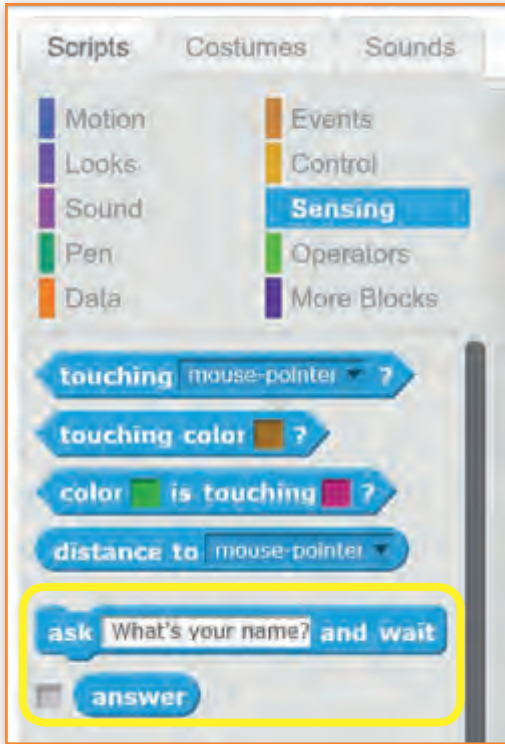 Scripts Costumes Sounds
Motion Events
Looks Control
Sound Sensing
Pen Operators
Data More Blocks
touching mouse-pointer ?
touching color ?
color is touching ?
distance to mouse-pointer
ask What's your name? and wait
answer